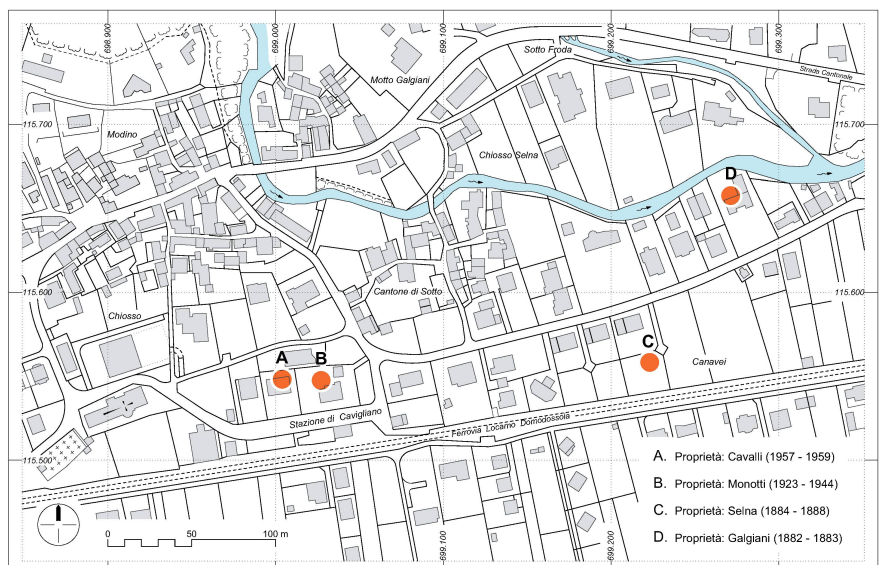 698.900
699.000
699.100
699.200
699.300
Sotto Froda
Strada Cantonale
Motto Galgiani
115.700
115.700
Modino
Chiosso Selna
D
115.600
Cantone di Sotto
115.600
Chiosso
A
B
C
Canavei
Stazione di Cavigliano
Ferrovia Locarno Domodossola
115.500
A. Proprietà: Cavalli (1957 - 1959)
B. Proprietà: Monotti (1923 - 1944)
C. Proprietà: Selna (1884 - 1888)
D. Proprietà: Galgiani (1882 - 1883)
0 50 100 m
699.100
699.200